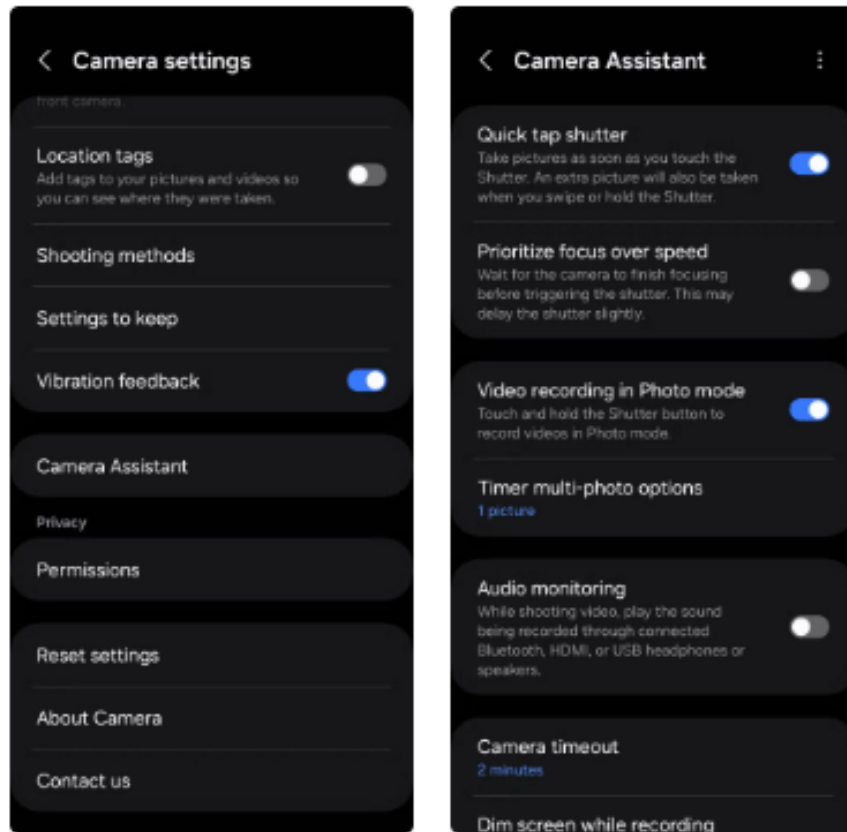 Camera settings
front camera.
Location tags
Add tags to your pictures and videos so
you can see where they were taken.
Shooting methods
Settings to keep
Vibration feedback
Camera Assistant
Privacy
Permissions
Reset settings
About Camera
Contact us
Camera Assistant
Quick tap shutter
Take pictures as soon as you touch the
Shutter. An extra picture will also be taken
when you swipe or hold the Shutter.
Prioritize focus over speed
Wait for the camera to finish focusing
before triggering the shutter. This may
delay the shutter slightly.
Video recording in Photo mode
Touch and hold the Shutter button to
record videos in Photo mode.
Timer multi-photo options
1 picture
Audio monitoring
While shooting video, play the sound
being recorded through connected
Bluetooth, HDMI, or USB headphones or
speakers.
Camera timeout
2 minutes
Dim screen while recording